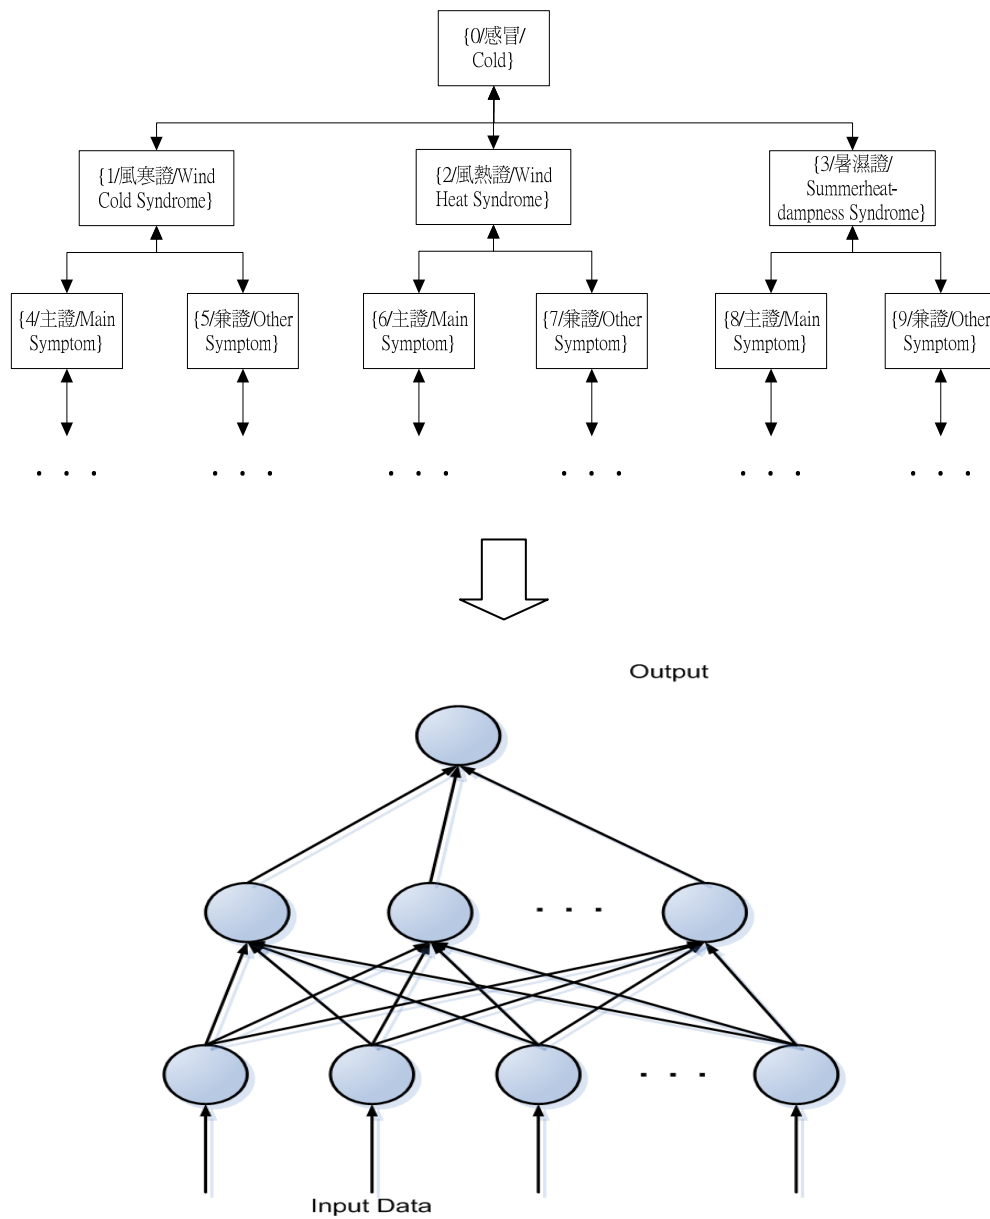 {0/感冒/
Cold}
{1/風寒證/Wind
Cold Syndrome}
{2/風熱證/Wind
Heat Syndrome}
{3/暑濕證/
Summerheat-
dampness Syndrome}
{4/主證/Main
Symptom}
{5/兼證/Other
Symptom}
{6/主證/Main
Symptom}
{7/兼證/Other
Symptom}
{8/主證/Main
Symptom}
{9/兼證/Other
Symptom}
. . .
. . .
. . .
. . .
. . .
. . .
Output
. . .
. . .
Input Data